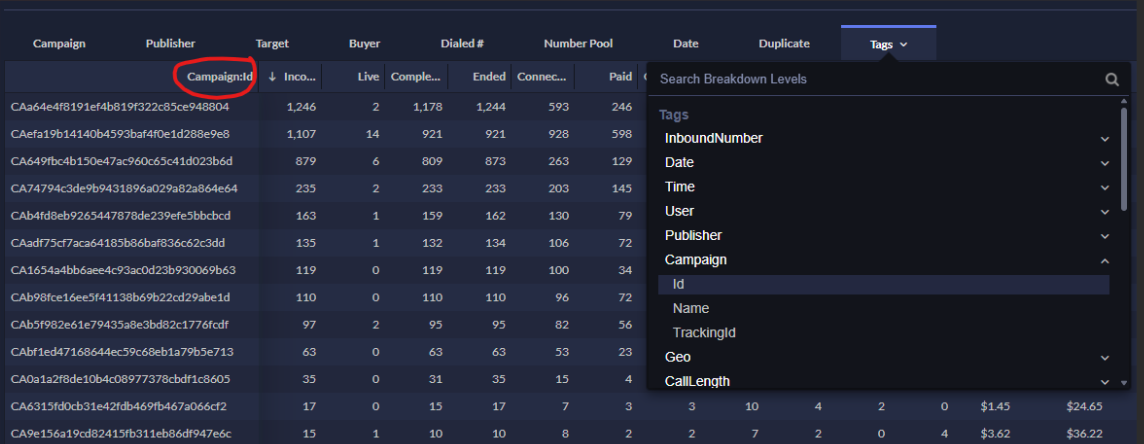 Campaign Publisher Target Buyer Dialed # Number Pool Date Duplicate Tags
Campaign:Id ↓ Inco... Live Comple... Ended Connec... Paid
Search Breakdown Levels
CAa64e4f8191ef4b819f322c85ce948804 1,246 2 1,178 1,244 593 246
Tags
CAefa19b14140b4593baf4f0e1d288e9e8 1,107 14 921 921 928 598
InboundNumber
CA649fbc4b150e47ac960c65c41d023b6d 879 6 809 873 263 129
Date
CA74794c3de9b9431896a029a82a864e64 235 2 233 233 203 145
Time
CAb4fd8eb9265447878de239efe5bbcbcd 163 1 159 162 130 79
User
CAadf75cf7aca64185b86baf836c62c3dd 135 1 132 134 106 72
Publisher
CA1654a4bb6aee4c93ac0d23b930069b63 119 0 119 119 100 34
Campaign
CAb98fce16ee5f41138b69b22cd29abe1d 110 0 110 110 96 72
Id
CAb5f982e61e79435a8e3bd82c1776fcdf 97 2 95 95 82 56
Name
TrackingId
CAbf1ed47168644ec59c68eb1a79b5e713 63 0 63 63 53 23
Geo
CA0a1a2f8de10b4c08977378cbdf1c8605 35 0 31 35 15 4
CallLength
CA6315fd0cb31e42fdb469fb467a066cf2 17 0 15 17 7 3 3 10 4 2 0 $1.45 $24.65
CA9e156a19cd82415fb311eb86df947e6c 15 1 10 10 8 2 2 7 2 0 4 $3.62 $36.22